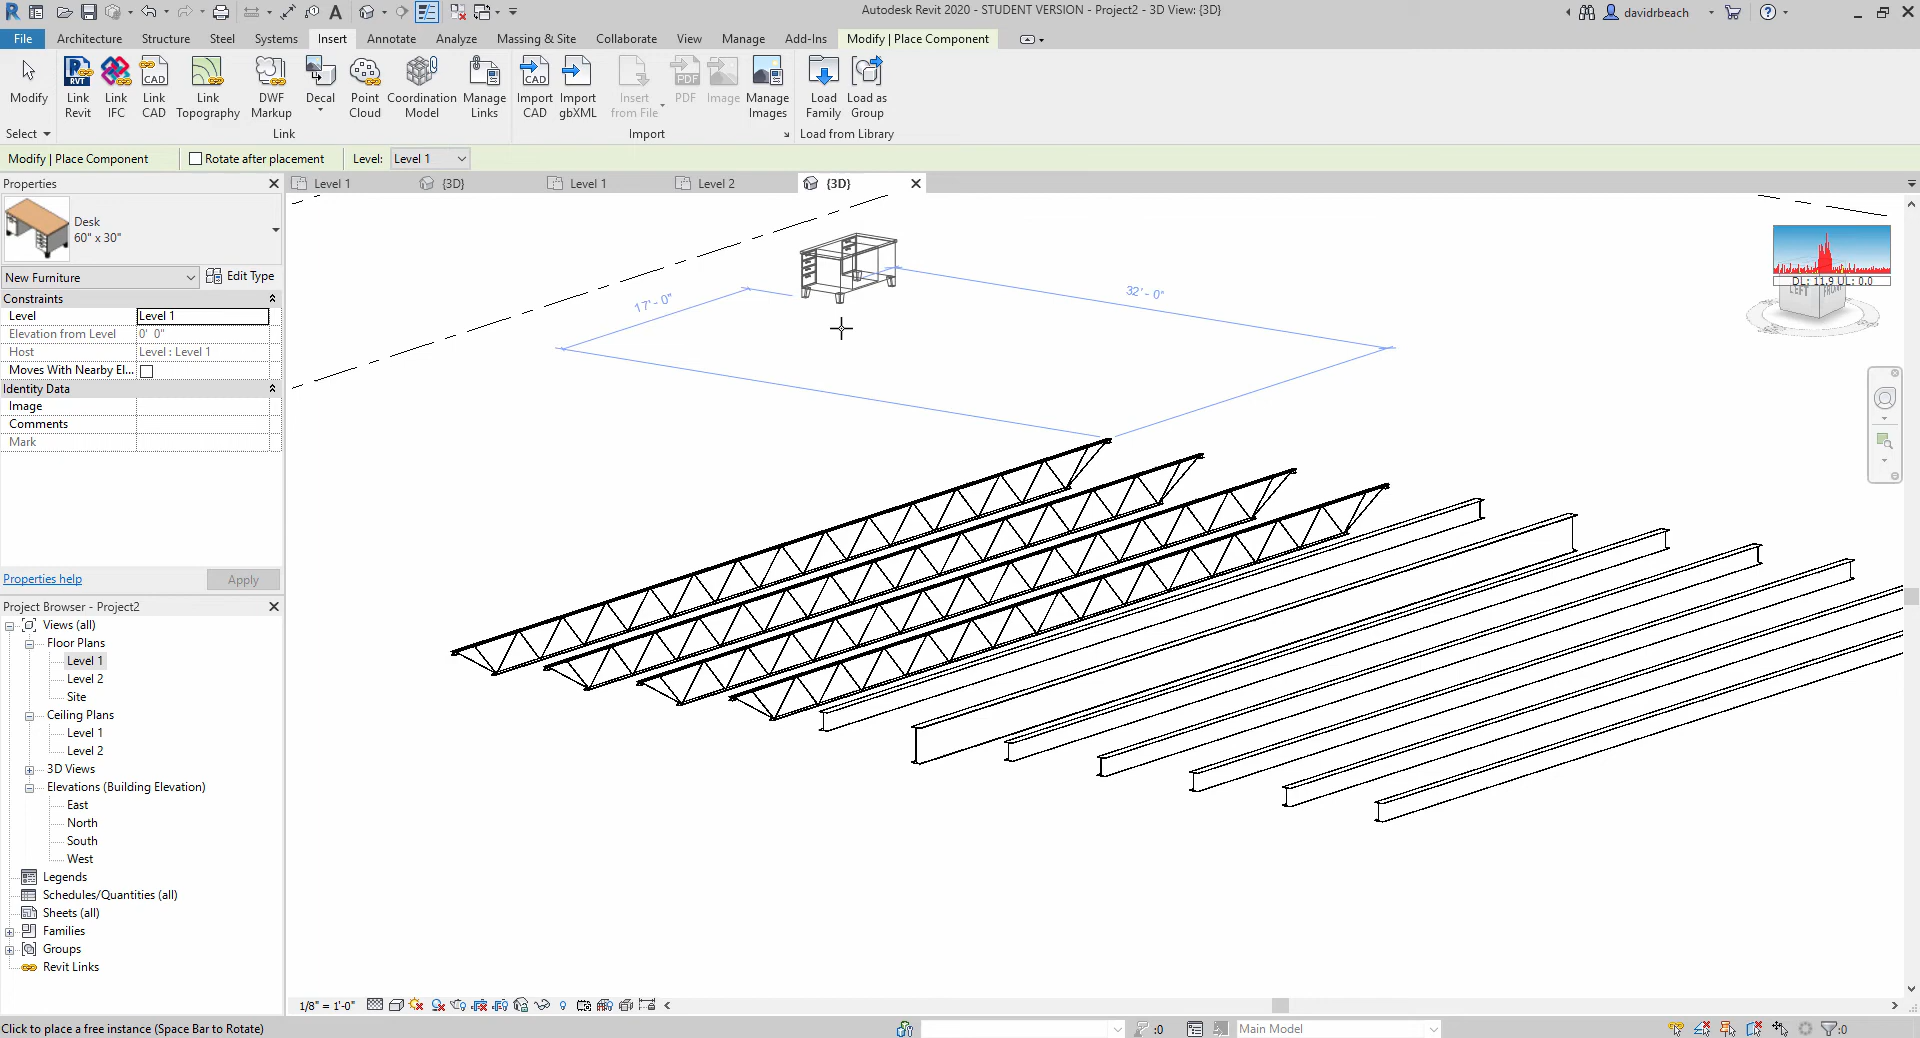 Autodesk Revit 2020 - STUDENT VERSION - Project2 - 3D View: {3D}
davidrbeach
File Architecture Structure Steel Systems Insert Annotate Analyze Massing & Site Collaborate View Manage Add-Ins Modify | Place Component
Modify
Link Revit
Link IFC
Link CAD
Link Topography
DWF Markup
Decal
Point Cloud
Coordination Model
Manage Links
Import CAD
Import gbXML
Insert from File
PDF
Image
Manage Images
Load Family
Load as Group
Select
Link
Import
Load from Library
Modify | Place Component
Rotate after placement
Level: Level 1
Properties
Level 1
{3D}
Level 1
Level 2
{3D}
Desk
60" x 30"
New Furniture
Edit Type
Constraints
Level Level 1
Elevation from Level 0' 0"
Host Level : Level 1
Moves With Nearby El...
Identity Data
Image
Comments
Mark
Properties help
Apply
Project Browser - Project2
Views (all)
Floor Plans
Level 1
Level 2
Site
Ceiling Plans
Level 1
Level 2
3D Views
Elevations (Building Elevation)
East
North
South
West
Legends
Schedules/Quantities (all)
Sheets (all)
Families
Groups
Revit Links
17' - 0"
32' - 0"
DL: 11.9 UL: 0.0
LEFT
FRONT
1/8" = 1'-0"
Click to place a free instance (Space Bar to Rotate)
:0
Main Model
:0